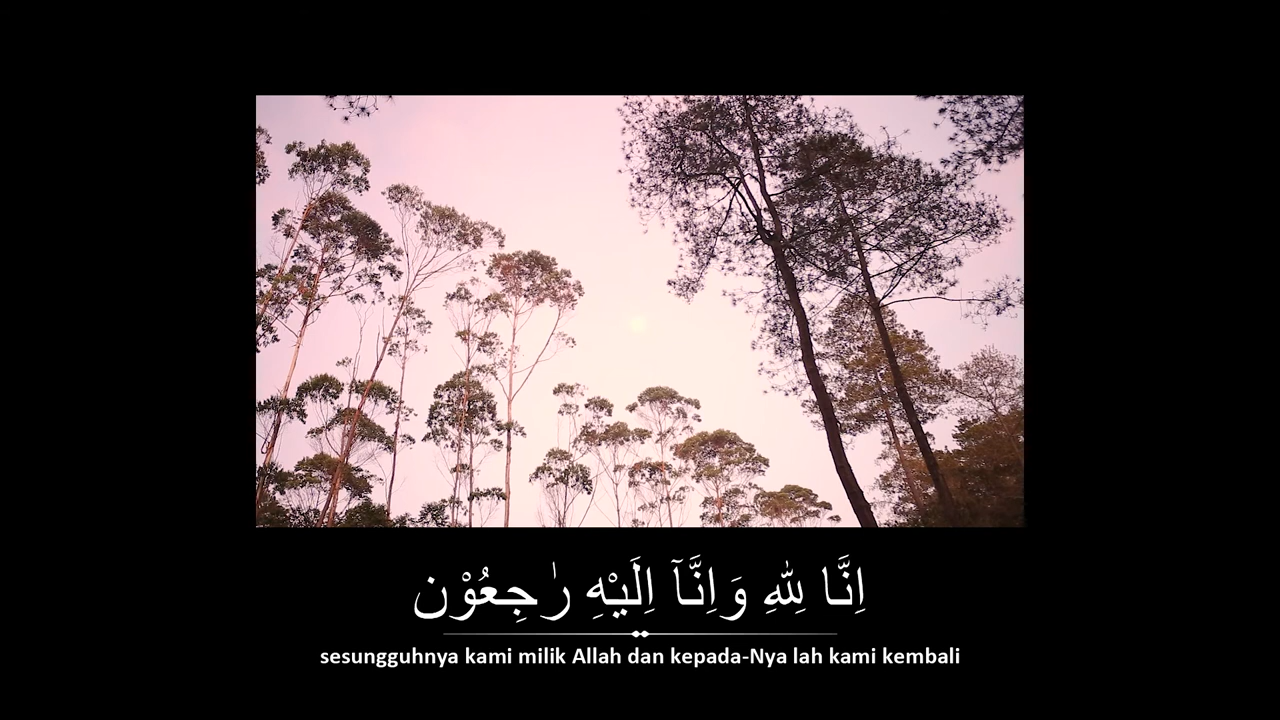 اِنَّا لِلّٰهِ وَاِنَّآ اِلَيْهِ رٰجِعُوْن
sesungguhnya kami milik Allah dan kepada-Nya lah kami kembali